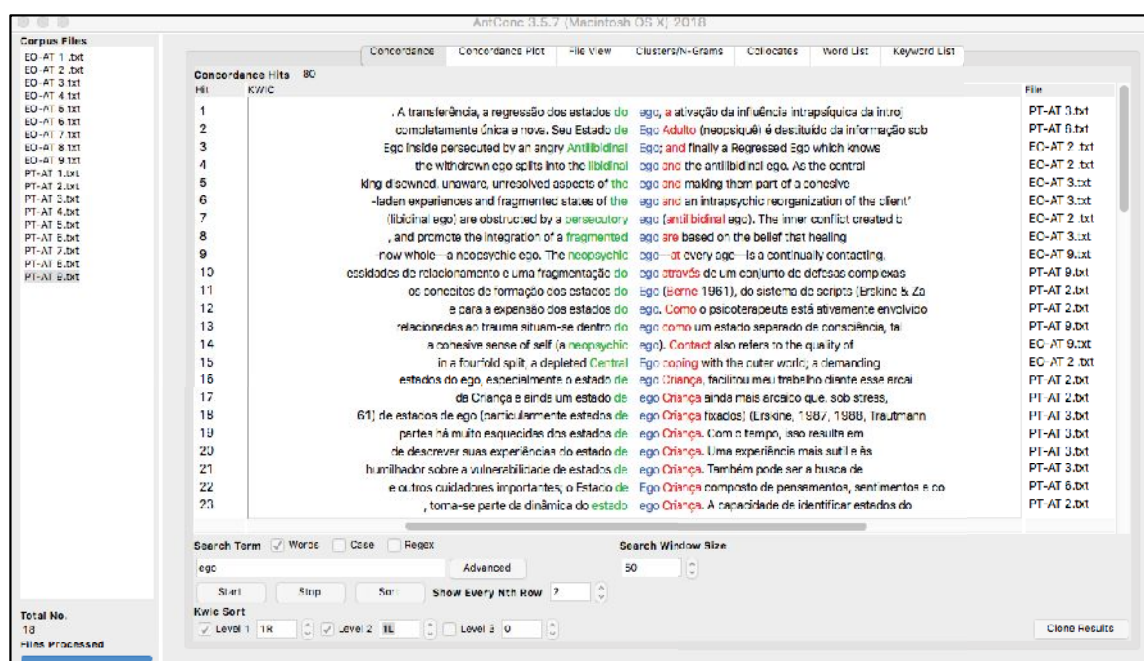 AntConc 3.5.7 (Macintosh OS X) 2018
Corpus Files
EO-AT 1 .txt
EO-AT 2 .txt
EO-AT 3.txt
EO-AT 4.txt
EO-AT 5.txt
EO-AT 6.txt
EO-AT 7.txt
EO-AT 8.txt
EO-AT 9.txt
PT-AT 1.txt
PT-AT 2.txt
PT-AT 3.txt
PT-AT 4.txt
PT-AT 5.txt
PT-AT 6.txt
PT-AT 7.txt
PT-AT 8.txt
PT-AT 9.txt
Total No.
18
Files Processed
Concordance Concordance Plot File View Clusters/N-Grams Collocates Word List Keyword List
Concordance Hits 80
Hit KWIC File
1 . A transferência, a regressão dos estados do ego, a ativação da influência intrapsíquica da introj PT-AT 3.txt
2 completamente única e nova. Seu Estado de Ego Adulto (neopsiquê) é destituído da informação sob PT-AT 6.txt
3 Ego inside persecuted by an angry Antilibidinal Ego; and finally a Regressed Ego which knows EO-AT 2 .txt
4 the withdrawn ego splits into the libidinal ego and the antilibidinal ego. As the central EO-AT 2 .txt
5 king disowned, unaware, unresolved aspects of the ego and making them part of a cohesive EO-AT 3.txt
6 -laden experiences and fragmented states of the ego and an intrapsychic reorganization of the client' EO-AT 3.txt
7 (libidinal ego) are obstructed by a persecutory ego (antilibidinal ego). The inner conflict created b EO-AT 2 .txt
8 , and promote the integration of a fragmented ego are based on the belief that healing EO-AT 3.txt
9 -now whole—a neopsychic ego. The neopsychic ego—at every age—is a continually contacting, EO-AT 9.txt
10 essidades de relacionamento e uma fragmentação do ego através de um conjunto de defesas complexas PT-AT 9.txt
11 os conceitos de formação dos estados do Ego (Berne 1961), do sistema de scripts (Erskine & Za PT-AT 2.txt
12 e para a expansão dos estados do ego. Como o psicoterapeuta está ativamente envolvido PT-AT 2.txt
13 relacionadas ao trauma situam-se dentro do ego como um estado separado de consciência, tal PT-AT 9.txt
14 a cohesive sense of self (a neopsychic ego). Contact also refers to the quality of EO-AT 9.txt
15 in a fourfold split, a depleted Central Ego coping with the outer world; a demanding EO-AT 2 .txt
16 estados do ego, especialmente o estado de ego Criança, facilitou meu trabalho diante esse arcai PT-AT 2.txt
17 da Criança e ainda um estado de ego Criança ainda mais arcaico que, sob stress, PT-AT 2.txt
18 61) de estados de ego (particularmente estados de ego Criança fixados) (Erskine, 1987, 1988, Trautmann PT-AT 3.txt
19 partes há muito esquecidas dos estados de ego Criança. Com o tempo, isso resulta em PT-AT 3.txt
20 de descrever suas experiências do estado de ego Criança. Uma experiência mais sutil e às PT-AT 3.txt
21 humilhador sobre a vulnerabilidade de estados de ego Criança. Também pode ser a busca de PT-AT 3.txt
22 e outros cuidadores importantes; o Estado de Ego Criança composto de pensamentos, sentimentos e co PT-AT 6.txt
23 , torna-se parte da dinâmica do estado ego Criança. A capacidade de identificar estados do PT-AT 2.txt
Search Term Words Case Regex Search Window Size
ego Advanced 50
Start Stop Sort Show Every Nth Row 2
Kwic Sort
Level 1 1R Level 2 1L Level 3 0 Clone Results